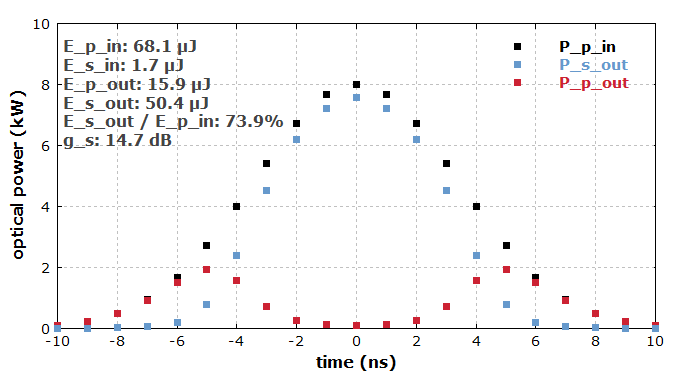 E_p_in: 68.1 µJ
E_s_in: 1.7 µJ
E_p_out: 15.9 µJ
E_s_out: 50.4 µJ
E_s_out / E_p_in: 73.9%
g_s: 14.7 dB
P_p_in
P_s_out
P_p_out
optical power (kW)
10
8
6
4
2
0
-10 -8 -6 -4 -2 0 2 4 6 8 10
time (ns)